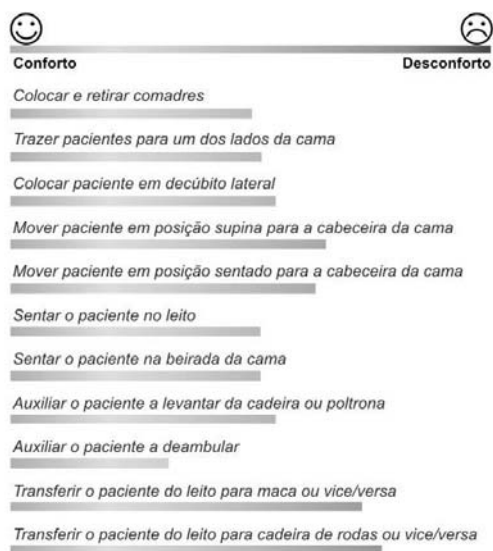 Conforto Desconforto
Colocar e retirar comadres
Trazer pacientes para um dos lados da cama
Colocar paciente em decúbito lateral
Mover paciente em posição supina para a cabeceira da cama
Mover paciente em posição sentado para a cabeceira da cama
Sentar o paciente no leito
Sentar o paciente na beirada da cama
Auxiliar o paciente a levantar da cadeira ou poltrona
Auxiliar o paciente a deambular
Transferir o paciente do leito para maca ou vice/versa
Transferir o paciente do leito para cadeira de rodas ou vice/versa